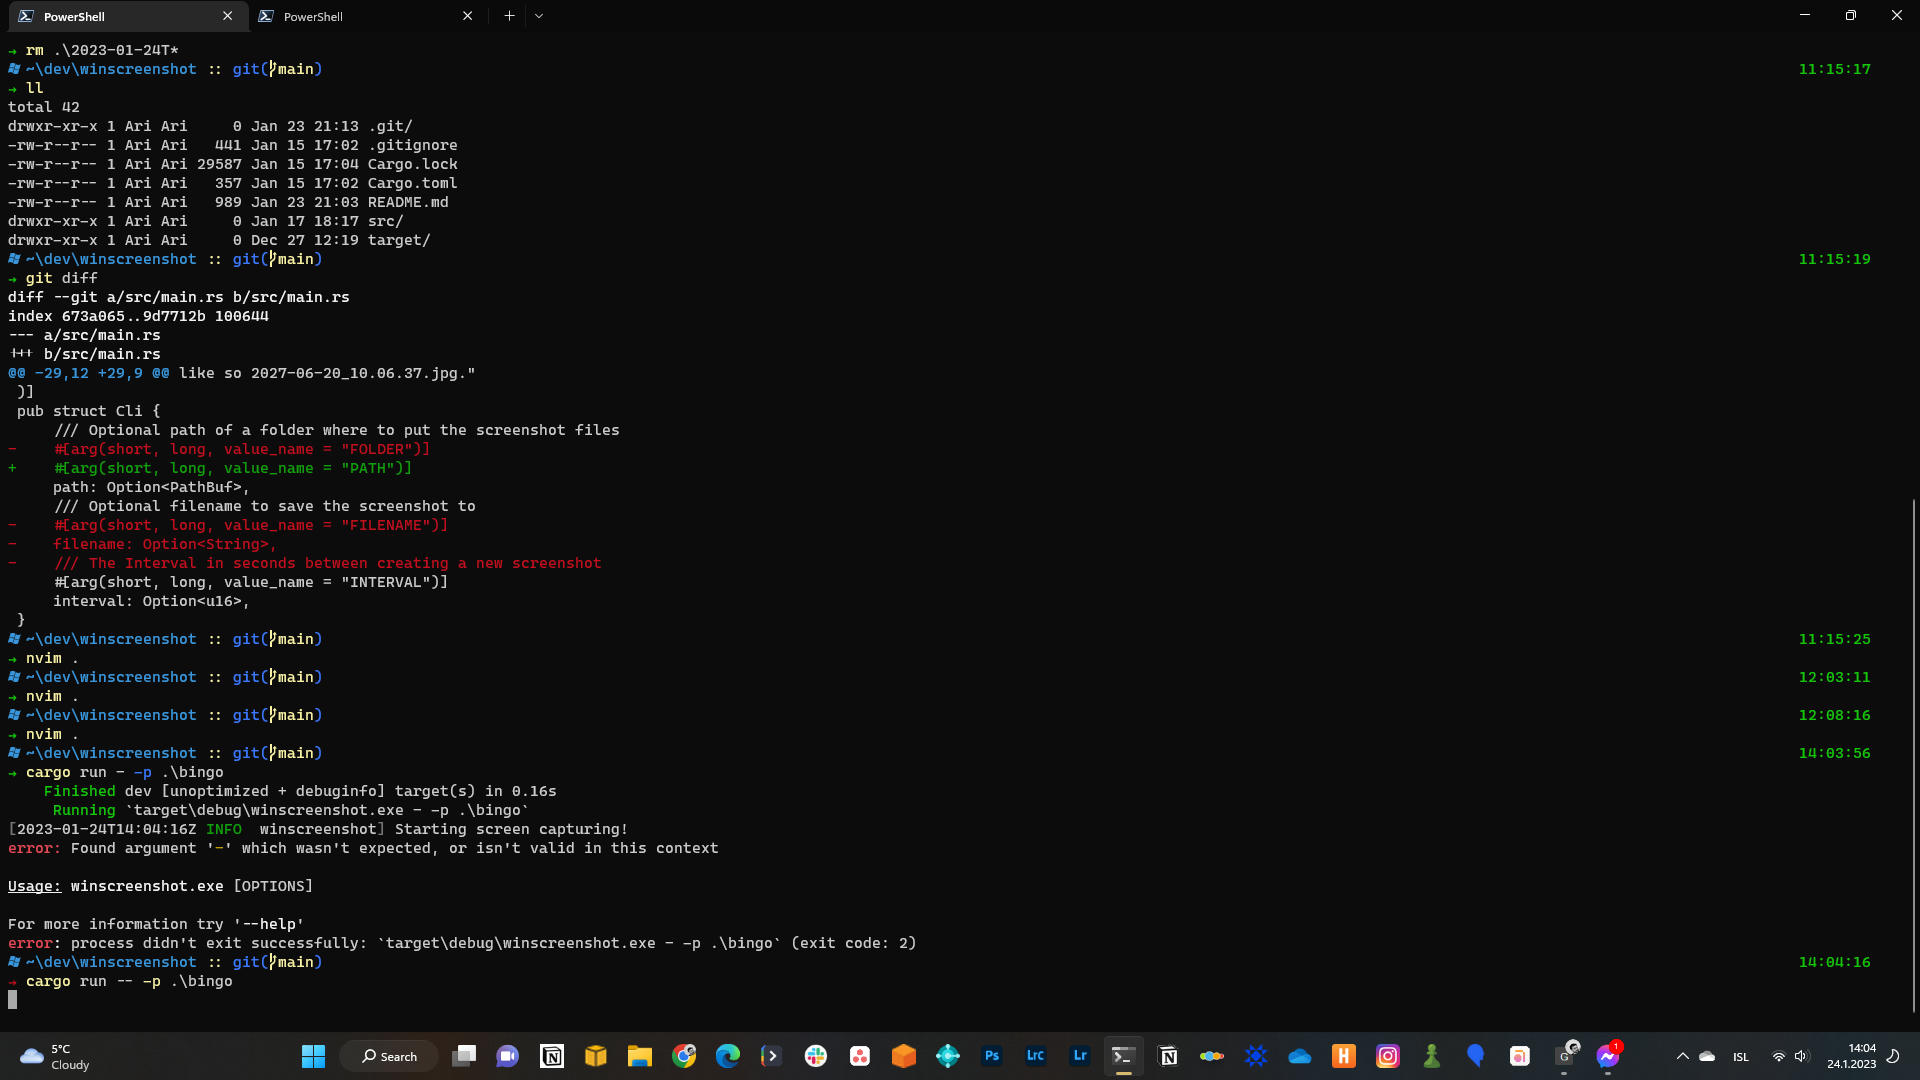 PowerShell PowerShell
→ rm .\2023-01-24T*
~\dev\winscreenshot :: git(main) 11:15:17
→ ll
total 42
drwxr-xr-x 1 Ari Ari     0 Jan 23 21:13 .git/
-rw-r--r-- 1 Ari Ari   441 Jan 15 17:02 .gitignore
-rw-r--r-- 1 Ari Ari 29587 Jan 15 17:04 Cargo.lock
-rw-r--r-- 1 Ari Ari   357 Jan 15 17:02 Cargo.toml
-rw-r--r-- 1 Ari Ari   989 Jan 23 21:03 README.md
drwxr-xr-x 1 Ari Ari     0 Jan 17 18:17 src/
drwxr-xr-x 1 Ari Ari     0 Dec 27 12:19 target/
~\dev\winscreenshot :: git(main) 11:15:19
→ git diff
diff --git a/src/main.rs b/src/main.rs
index 673a065..9d7712b 100644
--- a/src/main.rs
+++ b/src/main.rs
@@ -29,12 +29,9 @@ like so 2027-06-20_10.06.37.jpg."
 )]
 pub struct Cli {
     /// Optional path of a folder where to put the screenshot files
-    #[arg(short, long, value_name = "FOLDER")]
+    #[arg(short, long, value_name = "PATH")]
     path: Option<PathBuf>,
     /// Optional filename to save the screenshot to
-    #[arg(short, long, value_name = "FILENAME")]
-    filename: Option<String>,
-    /// The Interval in seconds between creating a new screenshot
     #[arg(short, long, value_name = "INTERVAL")]
     interval: Option<u16>,
 }
~\dev\winscreenshot :: git(main) 11:15:25
→ nvim .
~\dev\winscreenshot :: git(main) 12:03:11
→ nvim .
~\dev\winscreenshot :: git(main) 12:08:16
→ nvim .
~\dev\winscreenshot :: git(main) 14:03:56
→ cargo run - -p .\bingo
    Finished dev [unoptimized + debuginfo] target(s) in 0.16s
     Running `target\debug\winscreenshot.exe - -p .\bingo`
[2023-01-24T14:04:16Z INFO  winscreenshot] Starting screen capturing!
error: Found argument '-' which wasn't expected, or isn't valid in this context
Usage: winscreenshot.exe [OPTIONS]
For more information try '--help'
error: process didn't exit successfully: `target\debug\winscreenshot.exe - -p .\bingo` (exit code: 2)
~\dev\winscreenshot :: git(main) 14:04:16
→ cargo run -- -p .\bingo
5°C
Cloudy
Search
Ps
LrC
Lr
H
G
1
ISL
14:04
24.1.2023